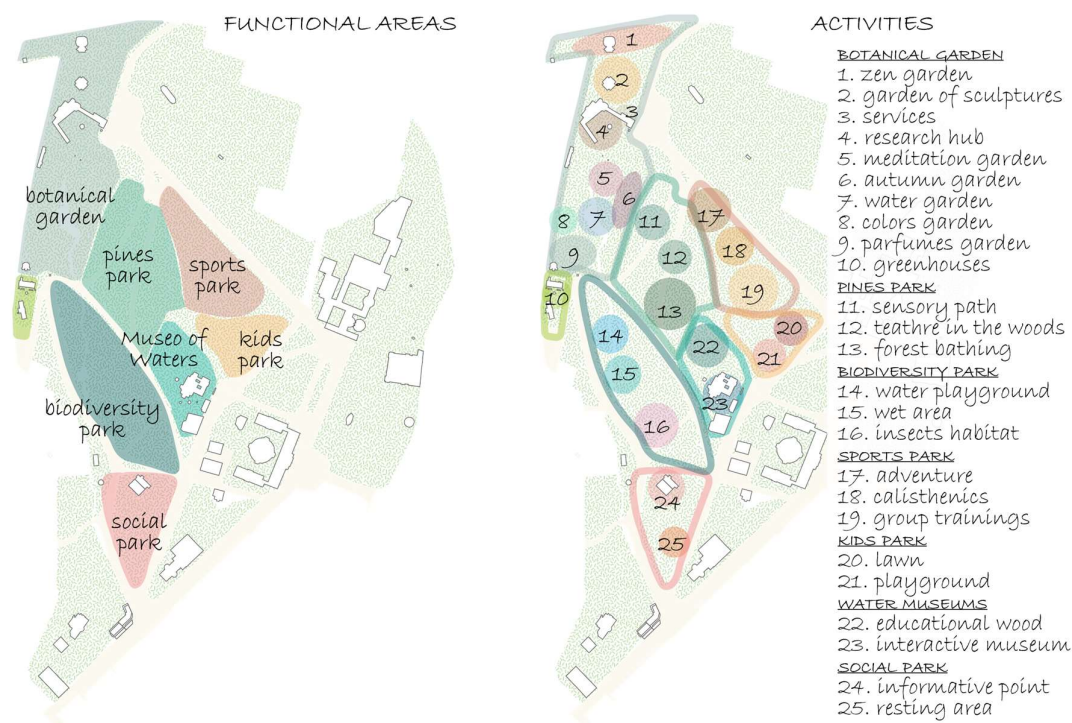 FUNCTIONAL AREAS
botanical
garden
pines
park
sports
park
Museo of
Waters
kids
park
biodiversity
park
social
park
10
ACTIVITIES
1
2
3
4
5
6
7
8
9
10
11
12
13
14
15
16
17
18
19
20
21
22
23
24
25
BOTANICAL GARDEN
1. zen garden
2. garden of sculptures
3. services
4. research hub
5. meditation garden
6. autumn garden
7. water garden
8. colors garden
9. parfumes garden
10. greenhouses
PINES PARK
11. sensory path
12. teathre in the woods
13. forest bathing
BIODIVERSITY PARK
14. water playground
15. wet area
16. insects habitat
SPORTS PARK
17. adventure
18. calisthenics
19. group trainings
KIDS PARK
20. lawn
21. playground
WATER MUSEUMS
22. educational wood
23. interactive museum
SOCIAL PARK
24. informative point
25. resting area